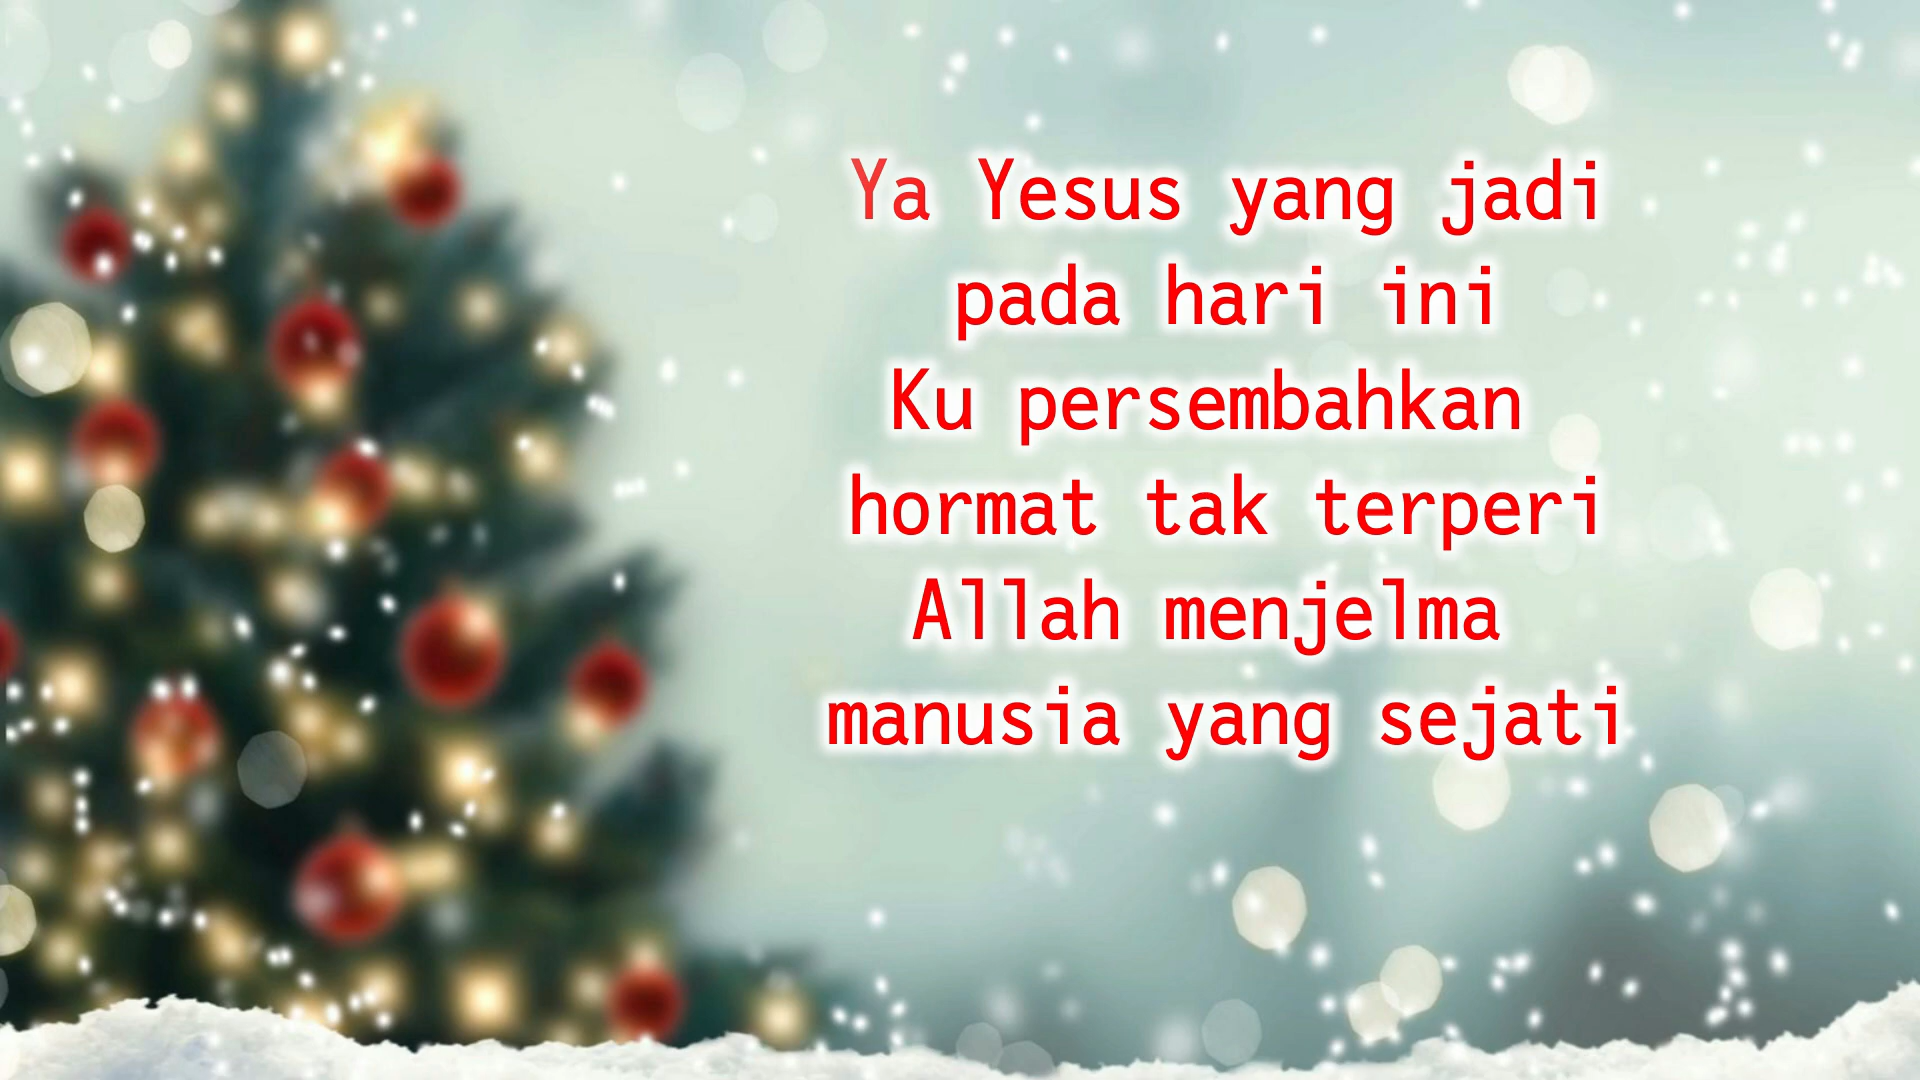 Ya Yesus yang jadi
pada hari ini
Ku persembahkan
hormat tak terperi
Allah menjelma
manusia yang sejati